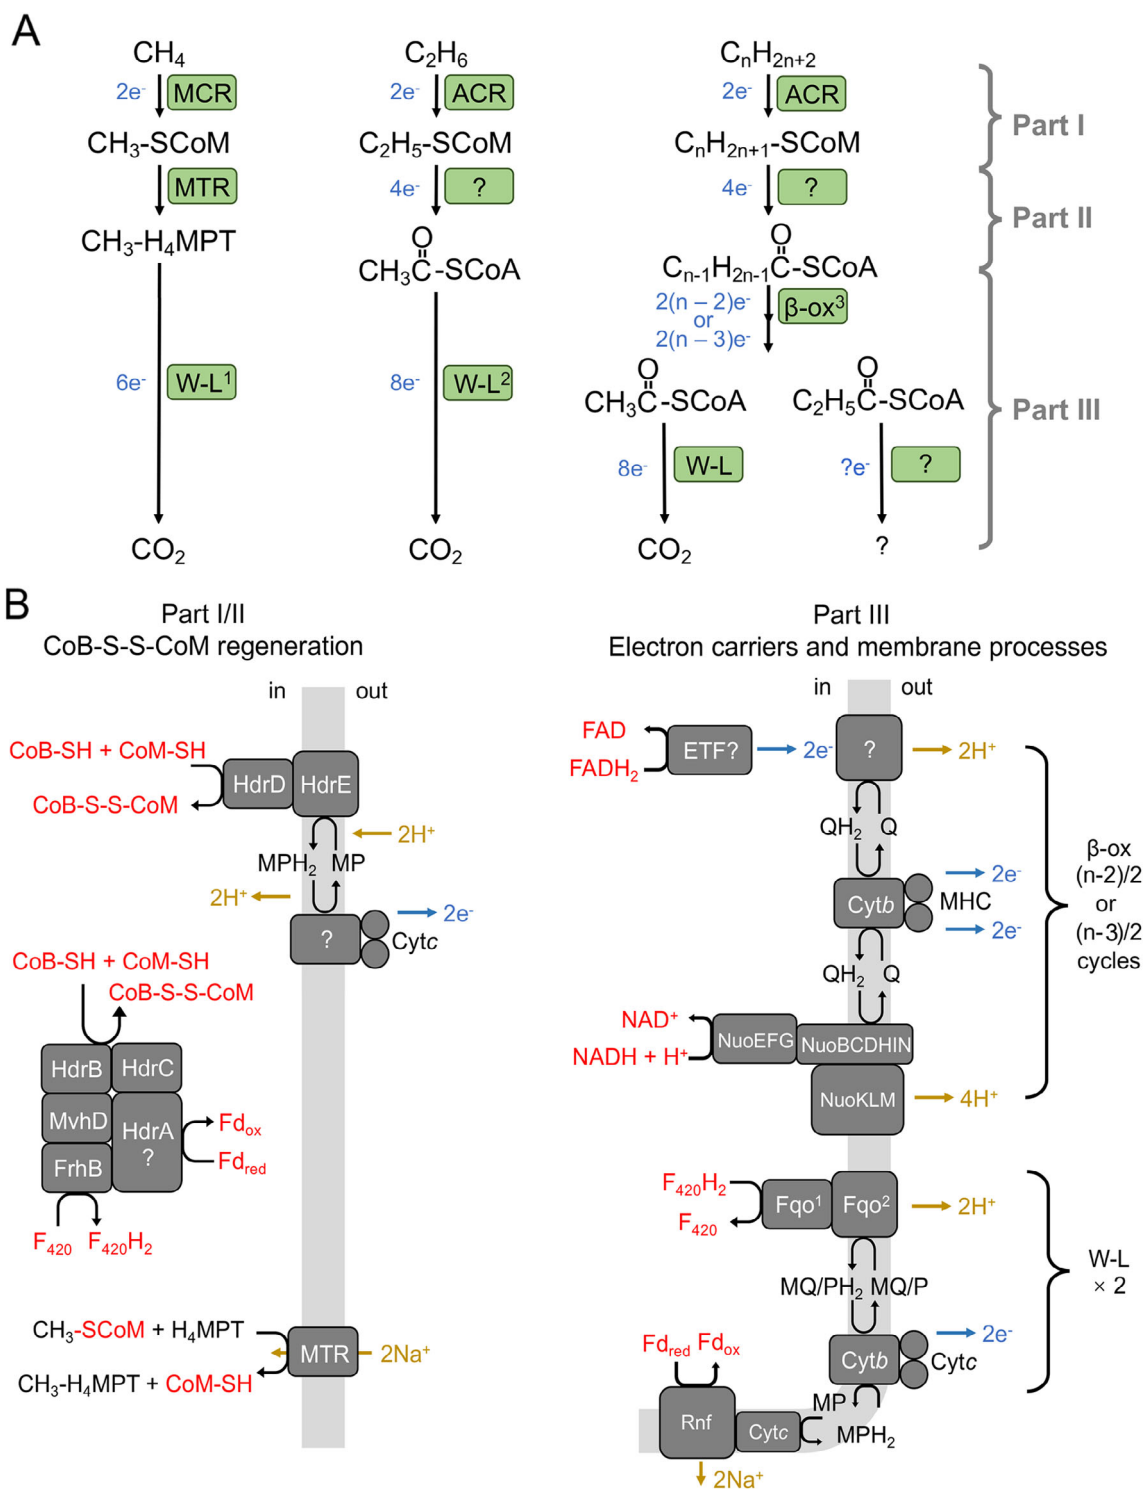 A
CH4
2e-
MCR
CH3-SCoM
MTR
CH3-H4MPT
6e-
W-L1
CO2
C2H6
2e-
ACR
C2H5-SCoM
4e-
?
O
CH3C-SCoA
8e-
W-L2
CO2
CnH2n+2
2e-
ACR
CnH2n+1-SCoM
4e-
?
O
Cn-1H2n-1C-SCoA
2(n – 2)e-
or
2(n – 3)e-
β-ox3
O
CH3C-SCoA
8e-
W-L
CO2
O
C2H5C-SCoA
?e-
?
?
Part I
Part II
Part III
B
Part I/II
CoB-S-S-CoM regeneration
in
out
CoB-SH + CoM-SH
CoB-S-S-CoM
HdrD
HdrE
2H+
MPH2
MP
2H+
?
2e-
Cytc
CoB-SH + CoM-SH
CoB-S-S-CoM
HdrB
HdrC
MvhD
HdrA
?
FrhB
Fdox
Fdred
F420
F420H2
CH3-SCoM + H4MPT
MTR
2Na+
CH3-H4MPT + CoM-SH
Part III
Electron carriers and membrane processes
in
out
FAD
FADH2
ETF?
2e-
?
2H+
QH2
Q
Cytb
2e-
MHC
2e-
QH2
Q
NAD+
NADH + H+
NuoEFG
NuoBCDHIN
NuoKLM
4H+
β-ox
(n-2)/2
or
(n-3)/2
cycles
F420H2
F420
Fqo1
Fqo2
2H+
MQ/PH2
MQ/P
Cytb
2e-
Cytc
Fdred
Fdox
Rnf
Cytc
MP
MPH2
2Na+
W-L
× 2